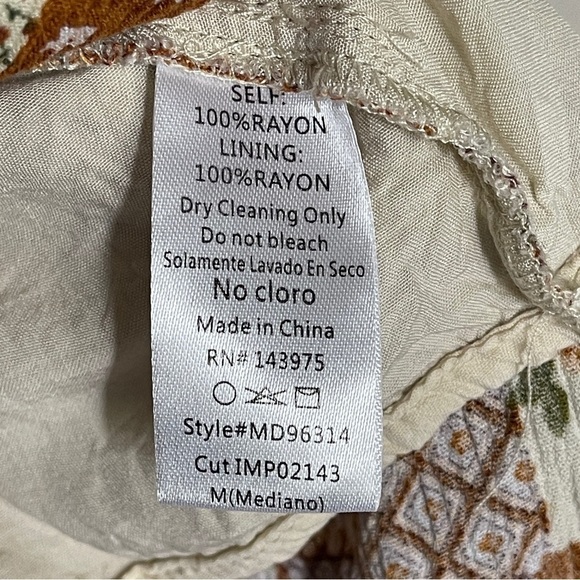 SELF:
100%RAYON
LINING:
100%RAYON
Dry Cleaning Only
Do not bleach
Solamente Lavado En Seco
No cloro
Made in China
RN# 143975
Style#MD96314
Cut IMP02143
M(Mediano)